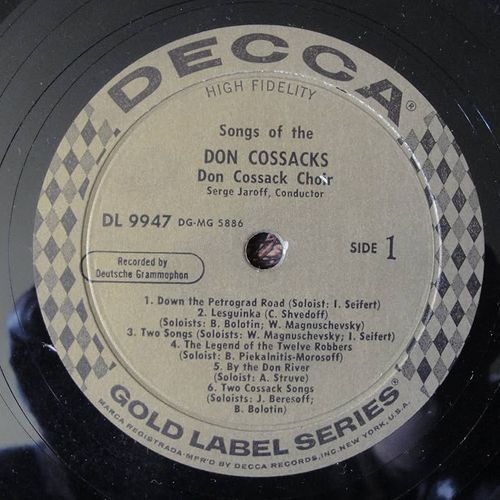 DECCA®
HIGH FIDELITY
Songs of the
DON COSSACKS
Don Cossack Choir
Serge Jaroff, Conductor
DL 9947 DG-MG 5886
SIDE 1
Recorded by
Deutsche Grammophon
1. Down the Petrograd Road (Soloist: I. Seifert)
2. Lesguinka (C. Shvedoff)
(Soloists: B. Bolotin; W. Magnuschevsky)
3. Two Songs (Soloists: W. Magnuschevsky; I. Seifert)
4. The Legend of the Twelve Robbers
(Soloist: B. Piekalnitis-Morosoff)
5. By the Don River
(Soloist: A. Struve)
6. Two Cossack Songs
(Soloists: J. Beresoff;
B. Bolotin)
GOLD LABEL SERIES®
MARCA REGISTRADA·MFR'D BY DECCA RECORDS, INC. NEW YORK, U.S.A.